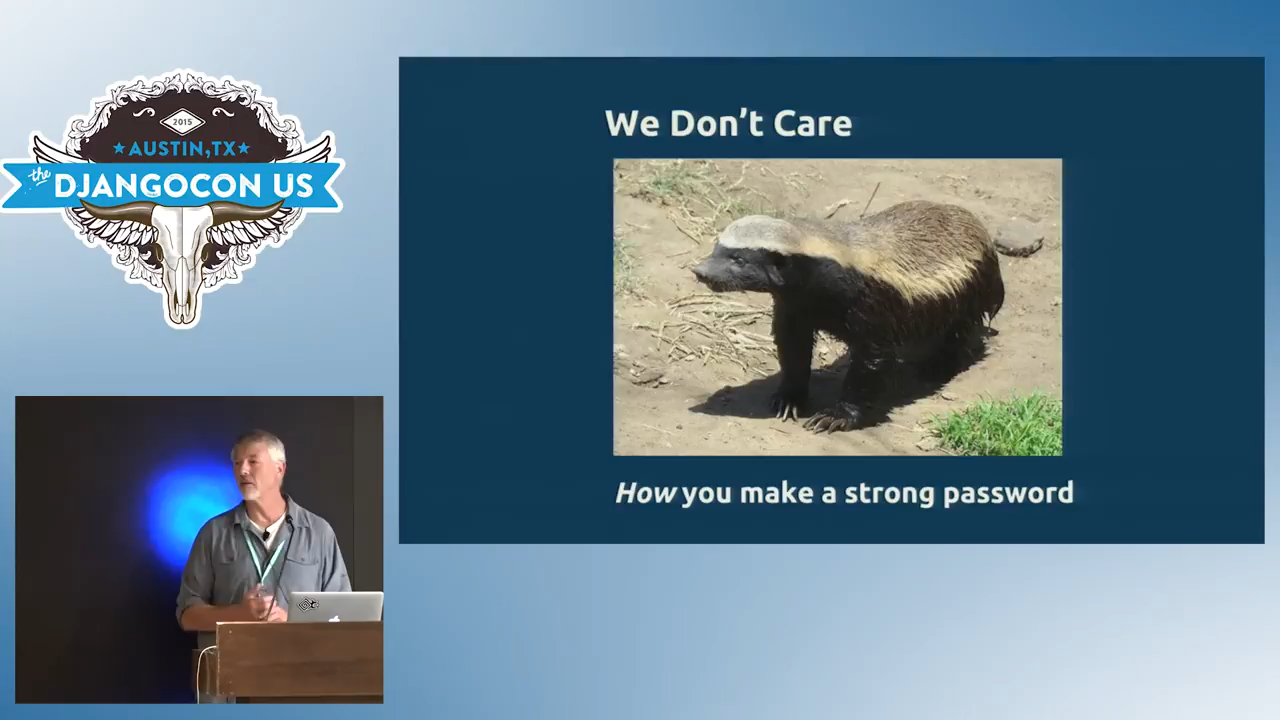 2015
★AUSTIN,TX★
the
DJANGOCON US
We Don't Care
How you make a strong password